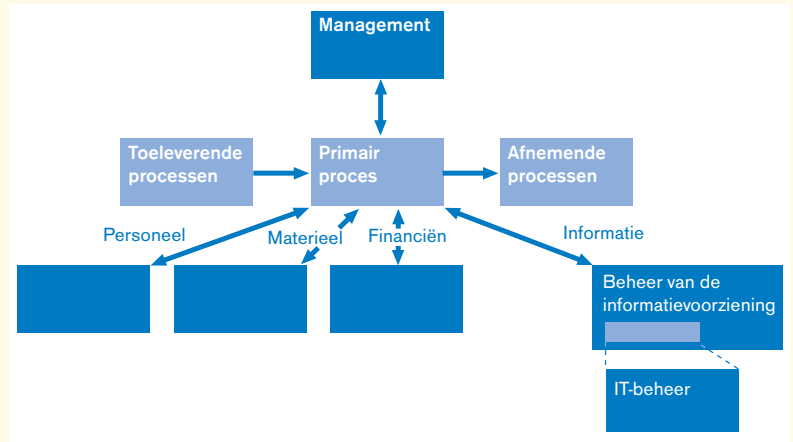 Management
Toeleverende
processen
Primair
proces
Afnemende
processen
Personeel
Materieel
Financiën
Informatie
Beheer van de
informatievoorziening
IT-beheer